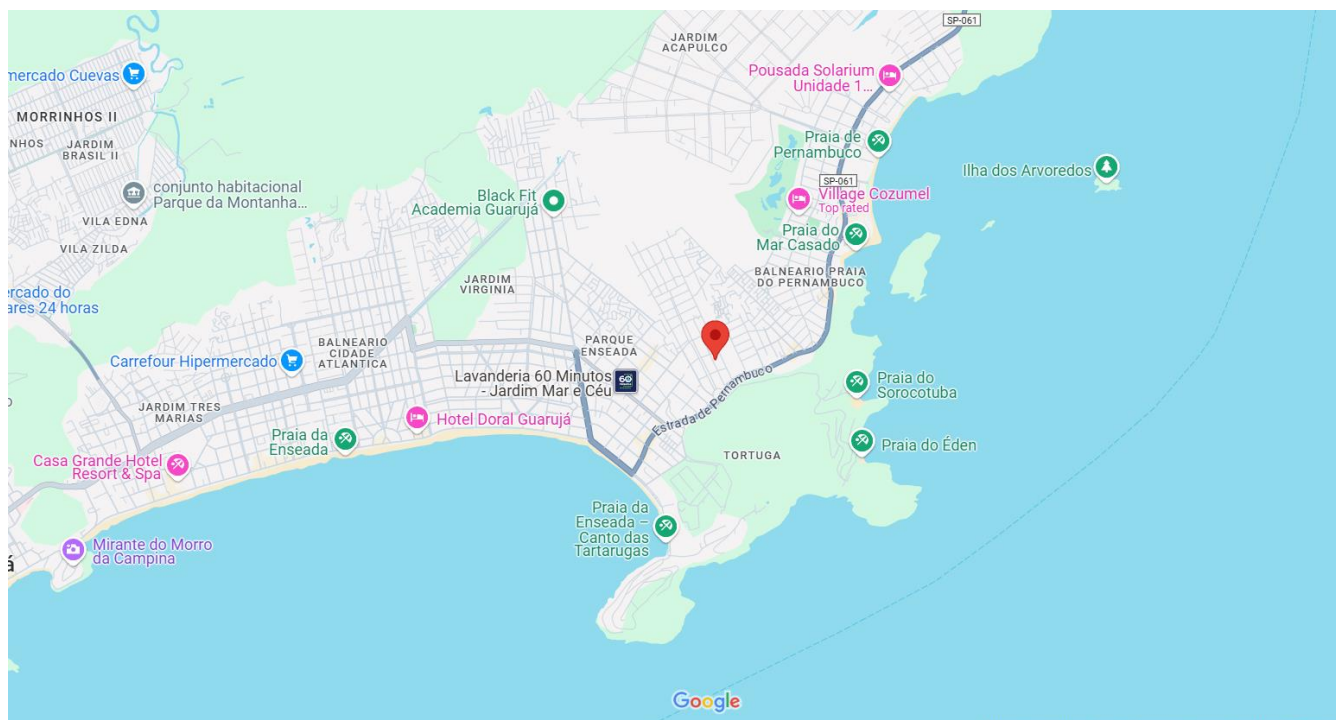 SP-061
JARDIM
ACAPULCO
Pousada Solarium
Unidade 1...
mercado Cuevas
MORRINHOS II
NHOS
JARDIM
BRASIL II
Praia de
Pernambuco
Ilha dos Arvoredos
SP-061
conjunto habitacional
Parque da Montanha...
Black Fit
Academia Guarujá
Village Cozumel
Top rated
VILA EDNA
Praia do
Mar Casado
VILA ZILDA
JARDIM
VIRGINIA
BALNEARIO PRAIA
DO PERNAMBUCO
ercado do
ares 24 horas
BALNEARIO
CIDADE
ATLANTICA
PARQUE
ENSEADA
Carrefour Hipermercado
Lavanderia 60 Minutos
- Jardim Mar e Céu
60
Estrada de Pernambuco
Praia do
Sorocotuba
JARDIM TRES
MARIAS
Hotel Doral Guarujá
Praia da
Enseada
Praia do Éden
TORTUGA
Casa Grande Hotel
Resort & Spa
Praia da
Enseada –
Canto das
Tartarugas
Mirante do Morro
da Campina
á
Google